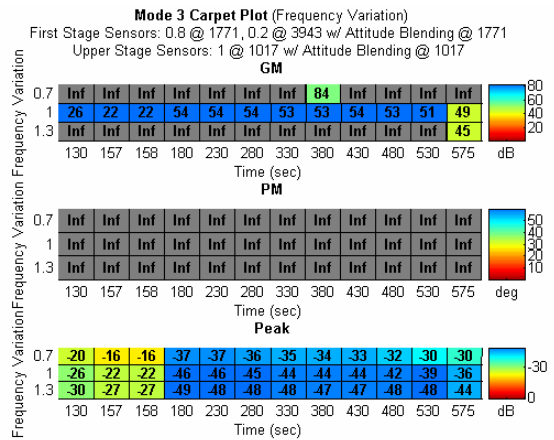 Mode 3 Carpet Plot (Frequency Variation)
First Stage Sensors: 0.8 @ 1771, 0.2 @ 3943 w/ Attitude Blending @ 1771
Upper Stage Sensors: 1 @ 1017 w/ Attitude Blending @ 1017
GM
Frequency Variation
0.7 Inf Inf Inf Inf Inf Inf Inf 84 Inf Inf Inf Inf
1 26 22 22 54 54 54 53 53 54 53 51 49
1.3 Inf Inf Inf Inf Inf Inf Inf Inf Inf Inf Inf 45
130 157 158 180 230 280 330 380 430 480 530 575
Time (sec)
80
60
40
20
dB
PM
Frequency Variation
0.7 Inf Inf Inf Inf Inf Inf Inf Inf Inf Inf Inf Inf
1 Inf Inf Inf Inf Inf Inf Inf Inf Inf Inf Inf Inf
1.3 Inf Inf Inf Inf Inf Inf Inf Inf Inf Inf Inf Inf
130 157 158 180 230 280 330 380 430 480 530 575
Time (sec)
50
40
30
20
10
deg
Peak
Frequency Variation
0.7 -20 -16 -16 -37 -37 -36 -35 -34 -33 -32 -30 -30
1 -26 -22 -22 -46 -46 -45 -44 -44 -44 -42 -39 -36
1.3 -30 -27 -27 -49 -48 -48 -48 -47 -47 -48 -48 -44
130 157 158 180 230 280 330 380 430 480 530 575
Time (sec)
-30
0
dB